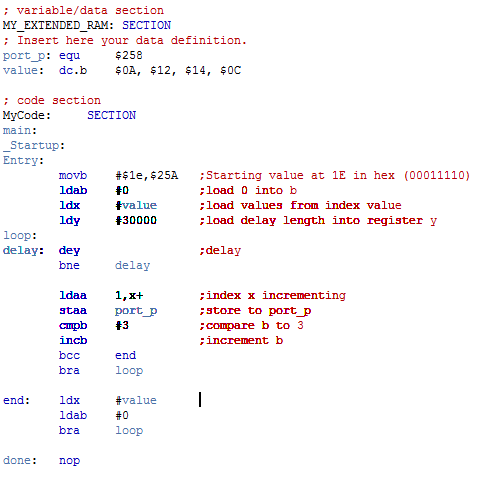 ; variable/data section
MY_EXTENDED_RAM: SECTION
; Insert here your data definition.
port_p: equ $258
value: dc.b $0A, $12, $14, $0C
; code section
MyCode: SECTION
main:
_Startup:
Entry:
movb #$1e,$25A ;Starting value at 1E in hex (00011110)
ldab #0 ;load 0 into b
ldx #value ;load values from index value
ldy #30000 ;load delay length into register y
loop:
delay: dey ;delay
bne delay
ldaa 1,x+ ;index x incrementing
staa port_p ;store to port_p
cmpb #3 ;compare b to 3
incb ;increment b
bcc end
bra loop
end: ldx #value
ldab #0
bra loop
done: nop